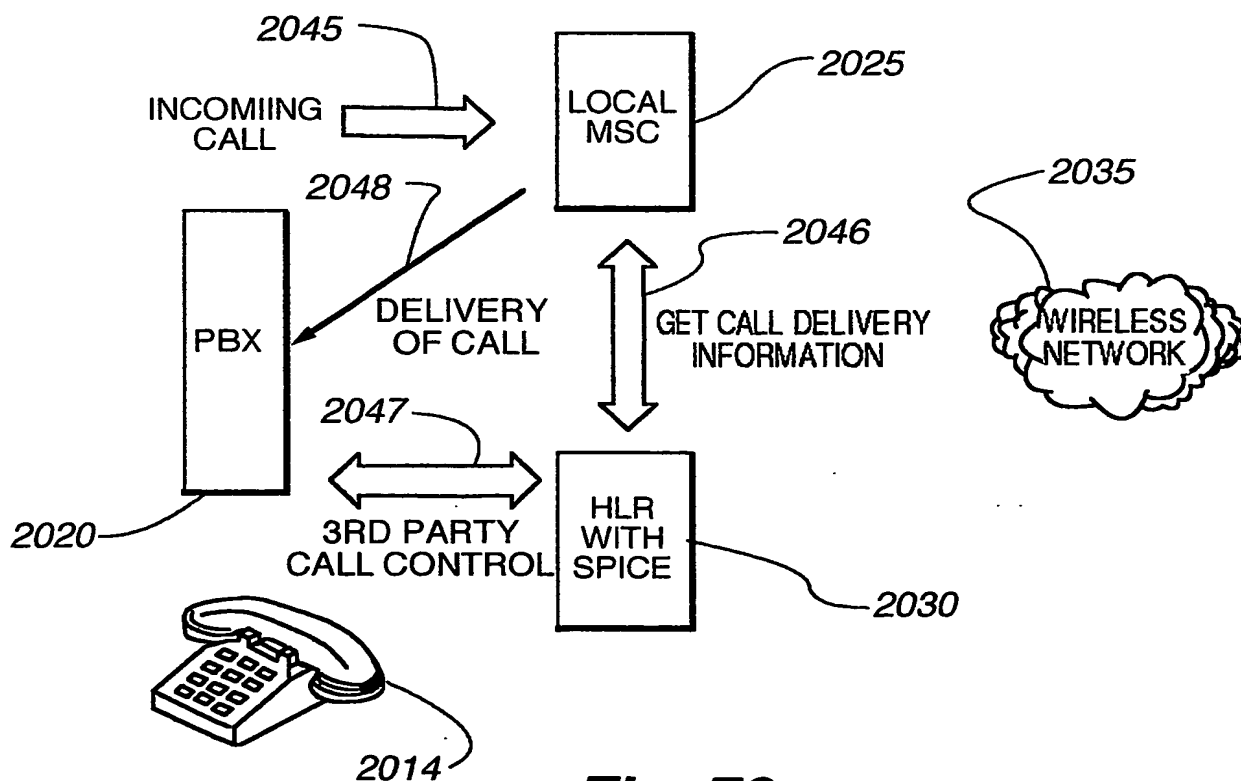 2045
INCOMIING
CALL
LOCAL
MSC
2025
2048
2035
2046
PBX
DELIVERY
OF CALL
GET CALL DELIVERY
INFORMATION
WIRELESS
NETWORK
2047
2020
3RD PARTY
CALL CONTROL
HLR
WITH
SPICE
2030
2014